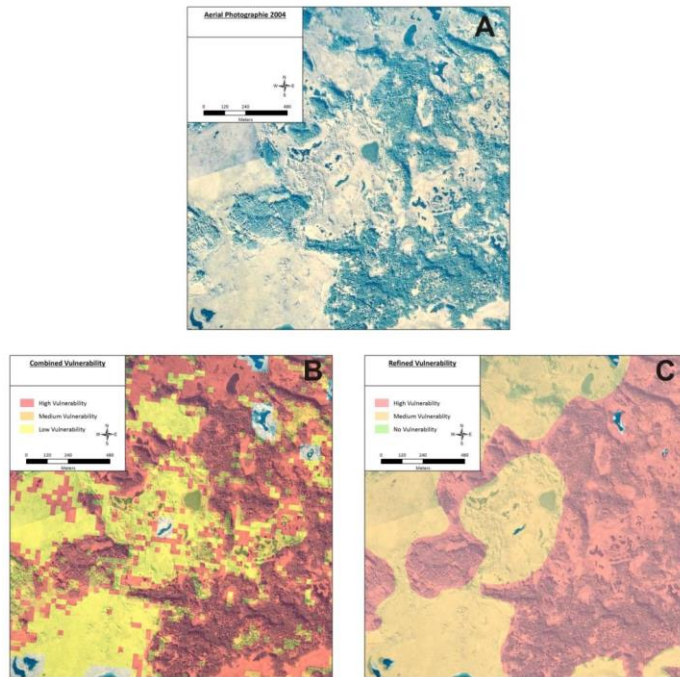 Aerial Photographie 2004
A
N
W E
S
0 120 240 480
Meters
Combined Vulnerability
B
High Vulnerability
Medium Vulnerability
Low Vulnerability
N
W E
S
0 120 240 480
Meters
Refined Vulnerability
C
High Vulnerability
Medium Vulnerability
No Vulnerability
N
W E
S
0 120 240 480
Meters